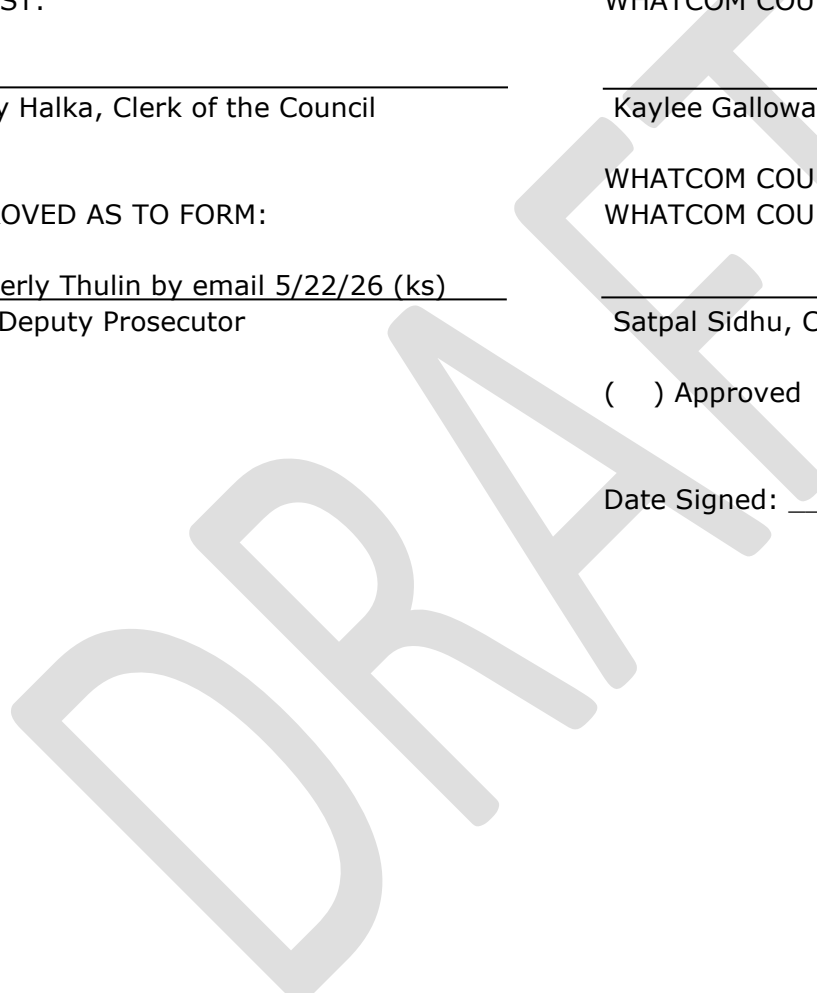 ST:
WHATCOM COU
y Halka, Clerk of the Council
Kaylee Gallowa
WHATCOM COU
OVED AS TO FORM:
WHATCOM COU
erly Thulin by email 5/22/26 (ks)
Deputy Prosecutor
Satpal Sidhu, C
( ) Approved
Date Signed: __
DRAFT